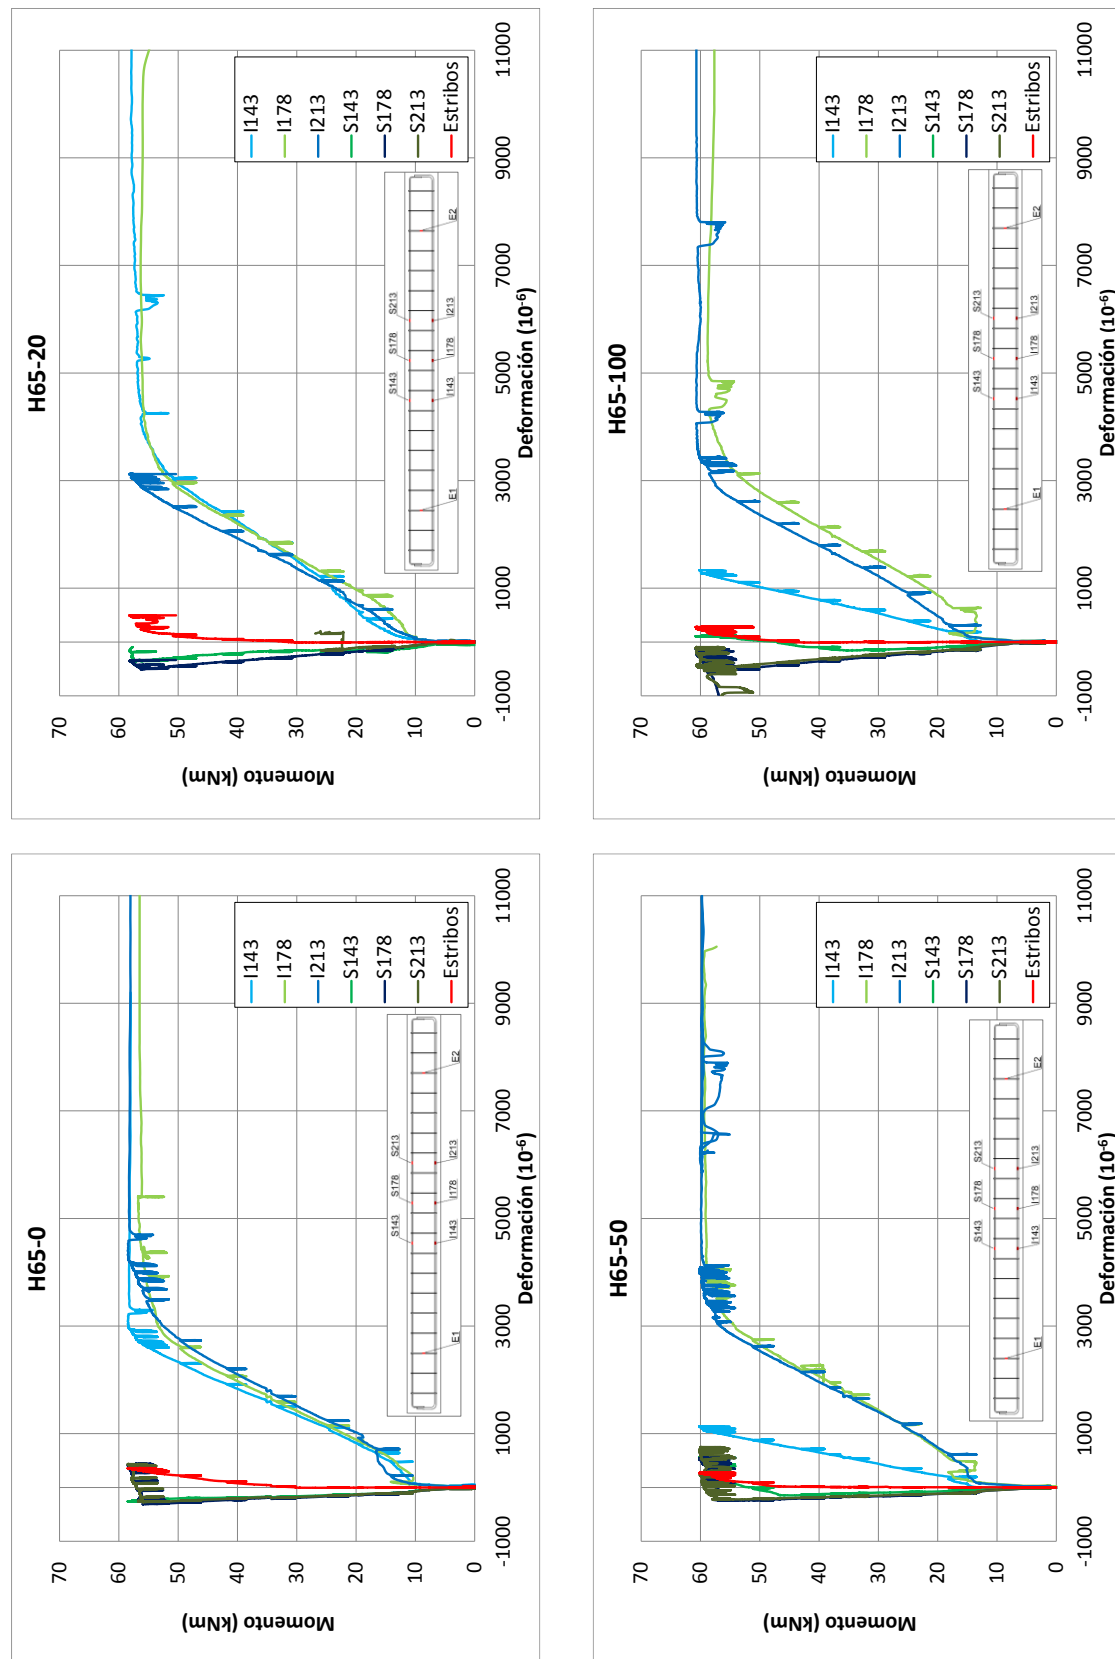 H65-0
Momento (kNm)
70
60
50
40
30
20
10
0
I143
I178
I213
S143
S178
S213
Estribos
S143 S178 S213
E1 I143 I178 I213 E2
-1000 1000 3000 5000 7000 9000 11000
Deformación (10-6)
H65-20
Momento (kNm)
70
60
50
40
30
20
10
0
I143
I178
I213
S143
S178
S213
Estribos
S143 S178 S213
E1 I143 I178 I213 E2
-1000 1000 3000 5000 7000 9000 11000
Deformación (10-6)
H65-50
Momento (kNm)
70
60
50
40
30
20
10
0
I143
I178
I213
S143
S178
S213
Estribos
S143 S178 S213
E1 I143 I178 I213 E2
-1000 1000 3000 5000 7000 9000 11000
Deformación (10-6)
H65-100
Momento (kNm)
70
60
50
40
30
20
10
0
I143
I178
I213
S143
S178
S213
Estribos
S143 S178 S213
E1 I143 I178 I213 E2
-1000 1000 3000 5000 7000 9000 11000
Deformación (10-6)